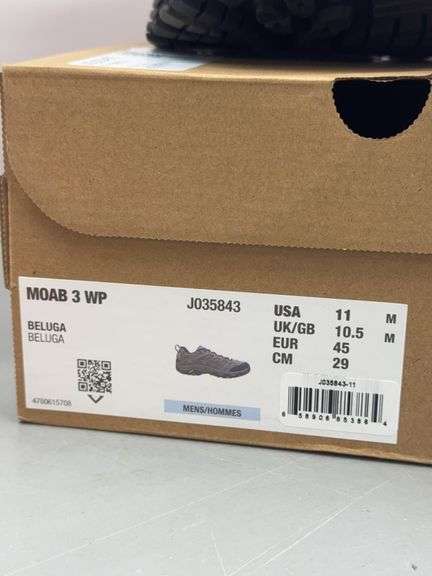 MOAB 3 WP
J035843
BELUGA
BELUGA
USA 11 M
UK/GB 10.5 M
EUR 45
CM 29
4760615708
MENS/HOMMES
J035843-11